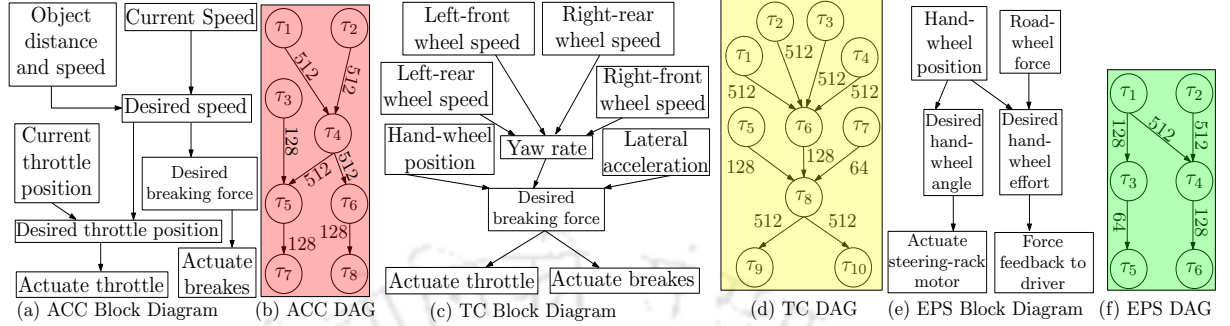 Object
distance
and speed
Current Speed
Desired speed
Current
throttle
position
Desired
breaking force
Desired throttle position
Actuate throttle
Actuate
breakes
(a) ACC Block Diagram
τ1
τ2
512
512
τ3
τ4
128
512
512
τ5
τ6
128
128
τ7
τ8
(b) ACC DAG
Left-front
wheel speed
Right-rear
wheel speed
Left-rear
wheel speed
Right-front
wheel speed
Hand-wheel
position
Yaw rate
Lateral
acceleration
Desired
breaking force
Actuate throttle
Actuate breakes
(c) TC Block Diagram
τ2
τ3
τ1
512
τ4
512
512
512
τ5
τ6
τ7
128
128
64
τ8
512
512
τ9
τ10
(d) TC DAG
Hand-
wheel
position
Road-
wheel
force
Desired
hand-
wheel
angle
Desired
hand-
wheel
effort
Actuate
steering-rack
motor
Force
feedback to
driver
(e) EPS Block Diagram
τ1
τ2
128
512
512
τ3
τ4
64
128
τ5
τ6
(f) EPS DAG